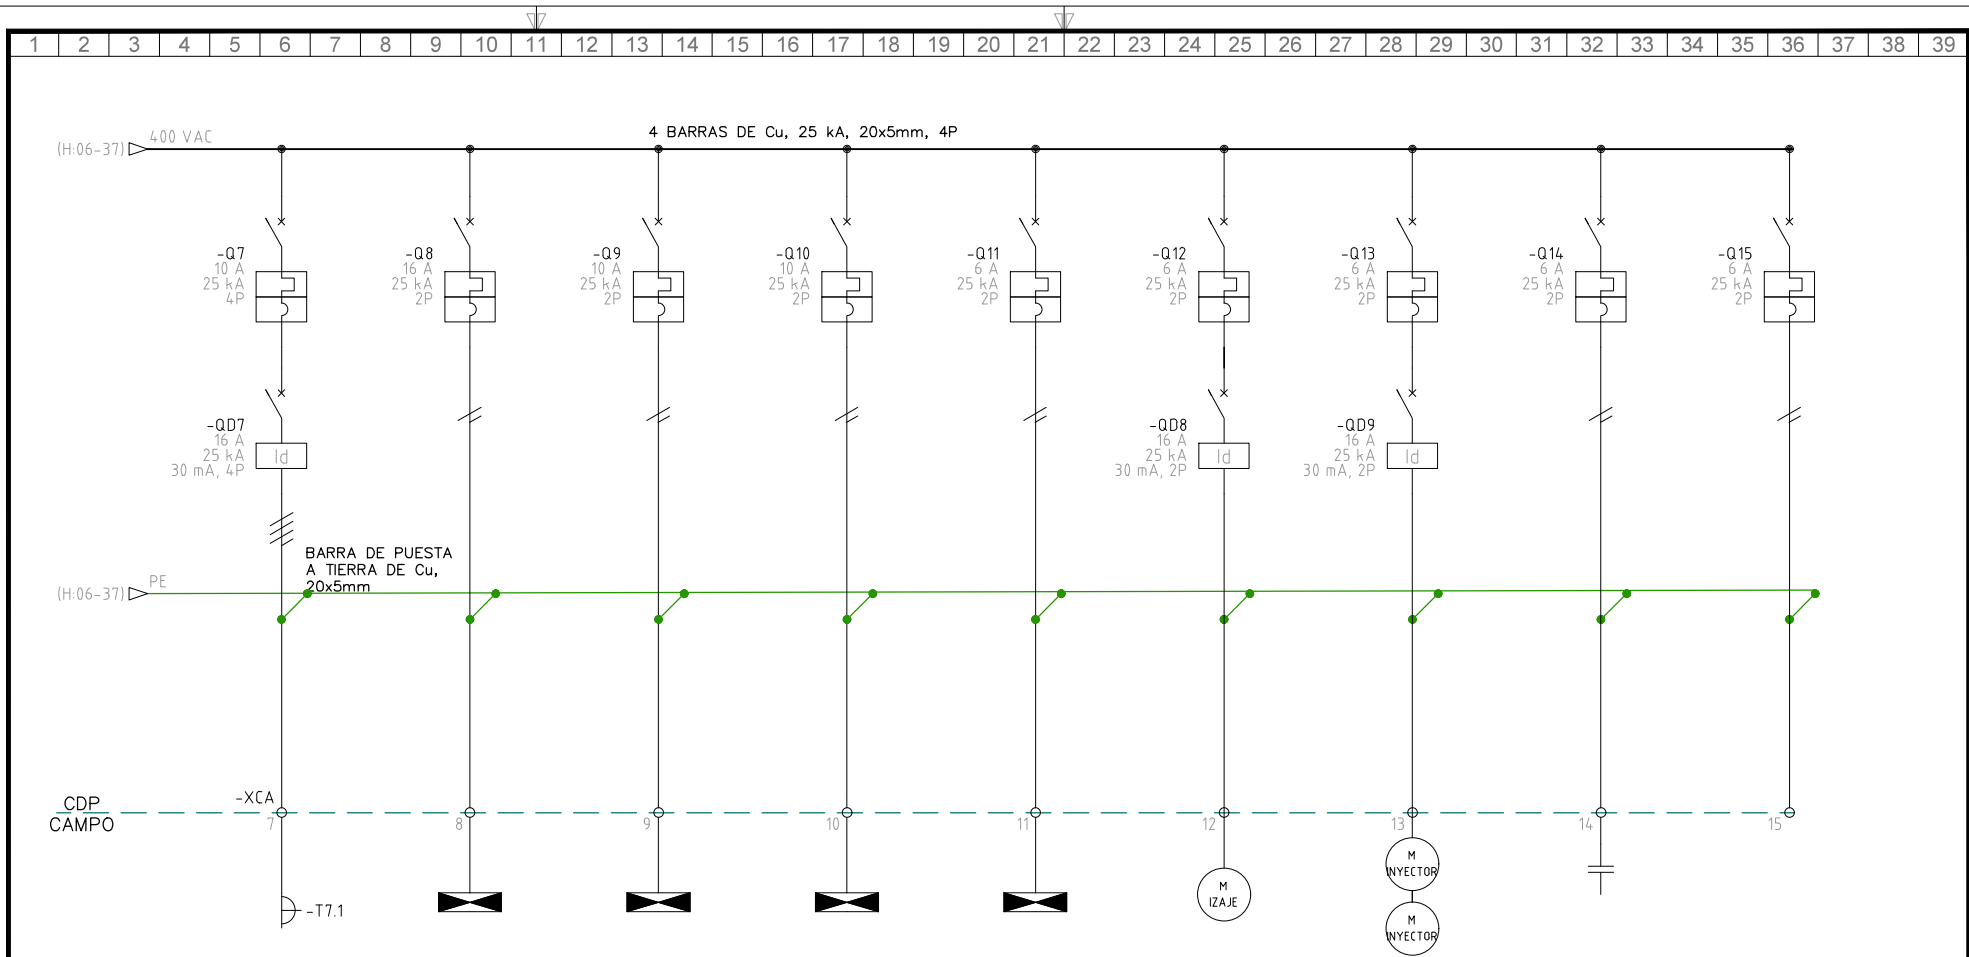 1 2 3 4 5 6 7 8 9 10 11 12 13 14 15 16 17 18 19 20 21 22 23 24 25 26 27 28 29 30 31 32 33 34 35 36 37 38 39
4 BARRAS DE Cu, 25 kA, 20x5mm, 4P
400 VAC
(H:06-37)
-Q7
10 A
25 kA
4P
-Q8
16 A
25 kA
2P
-Q9
10 A
25 kA
2P
-Q10
10 A
25 kA
2P
-Q11
6 A
25 kA
2P
-Q12
6 A
25 kA
2P
-Q13
6 A
25 kA
2P
-Q14
6 A
25 kA
2P
-Q15
6 A
25 kA
2P
-QD7
16 A
25 kA
30 mA, 4P
Id
-QD8
16 A
25 kA
30 mA, 2P
Id
-QD9
16 A
25 kA
30 mA, 2P
Id
BARRA DE PUESTA
A TIERRA DE Cu,
20x5mm
PE
(H:06-37)
-XCA
CDP
CAMPO
7 8 9 10 11 12 13 14 15
-T7.1
M
IZAJE
M
INYECTOR
M
INYECTOR